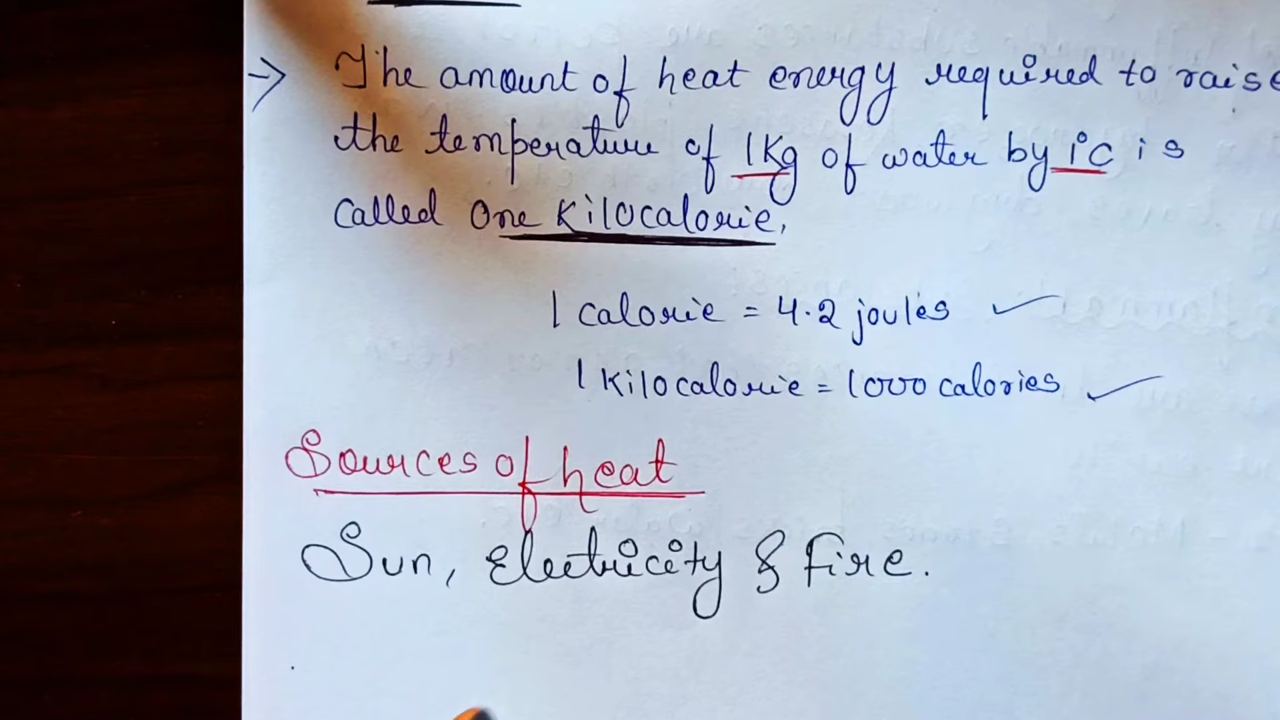 → The amount of heat energy required to raise
the temperature of 1Kg of water by 1°C is
called One Kilocalorie.
1 calorie = 4.2 joules ✓
1 Kilocalorie = 1000 calories ✓
Sources of heat
Sun, Electricity & Fire.